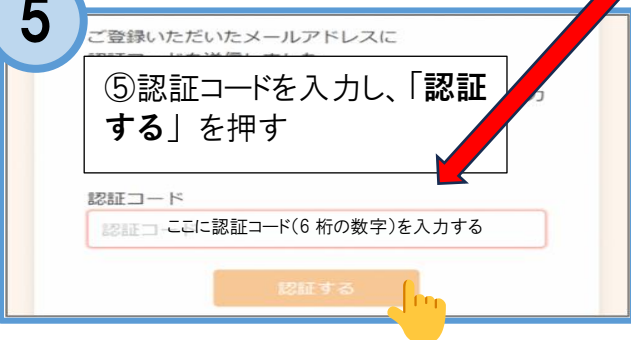 5
ご登録いただいたメールアドレスに
⑤認証コードを入力し、「認証
する」を押す
認証コード
ここに認証コード(6 桁の数字)を入力する
認証する